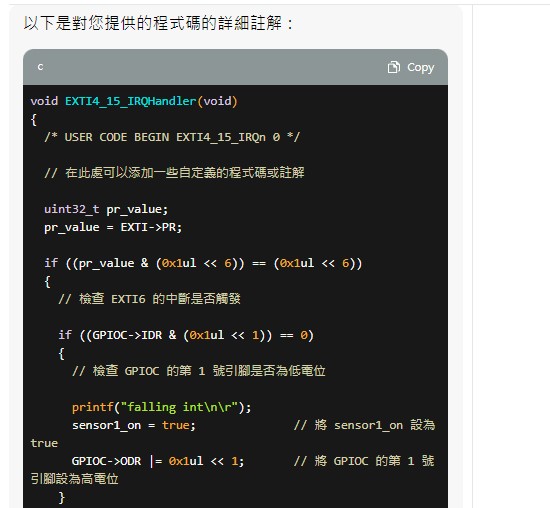 以下是對您提供的程式碼的詳細註解：
c
Copy
void EXTI4_15_IRQHandler(void)
{
  /* USER CODE BEGIN EXTI4_15_IRQn 0 */

  // 在此處可以添加一些自定義的程式碼或註解

  uint32_t pr_value;
  pr_value = EXTI->PR;

  if ((pr_value & (0x1ul << 6)) == (0x1ul << 6))
  {
    // 檢查 EXTI6 的中斷是否觸發

    if ((GPIOC->IDR & (0x1ul << 1)) == 0)
    {
      // 檢查 GPIOC 的第 1 號引腳是否為低電位

      printf("falling int\n\r");
      sensor1_on = true;              // 將 sensor1_on 設為
true
      GPIOC->ODR |= 0x1ul << 1;       // 將 GPIOC 的第 1 號
引腳設為高電位
    }